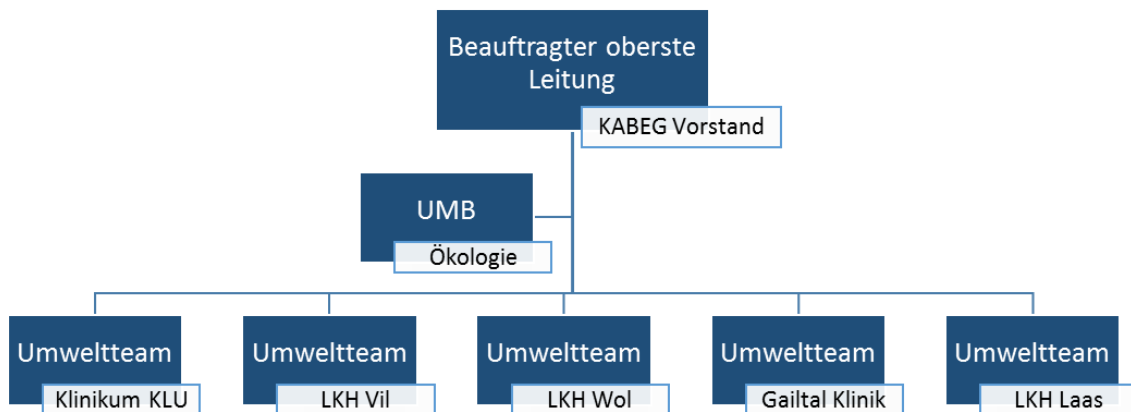 Beauftragter oberste
Leitung
KABEG Vorstand
UMB
Ökologie
Umweltteam
Klinikum KLU
Umweltteam
LKH Vil
Umweltteam
LKH Wol
Umweltteam
Gailtal Klinik
Umweltteam
LKH Laas